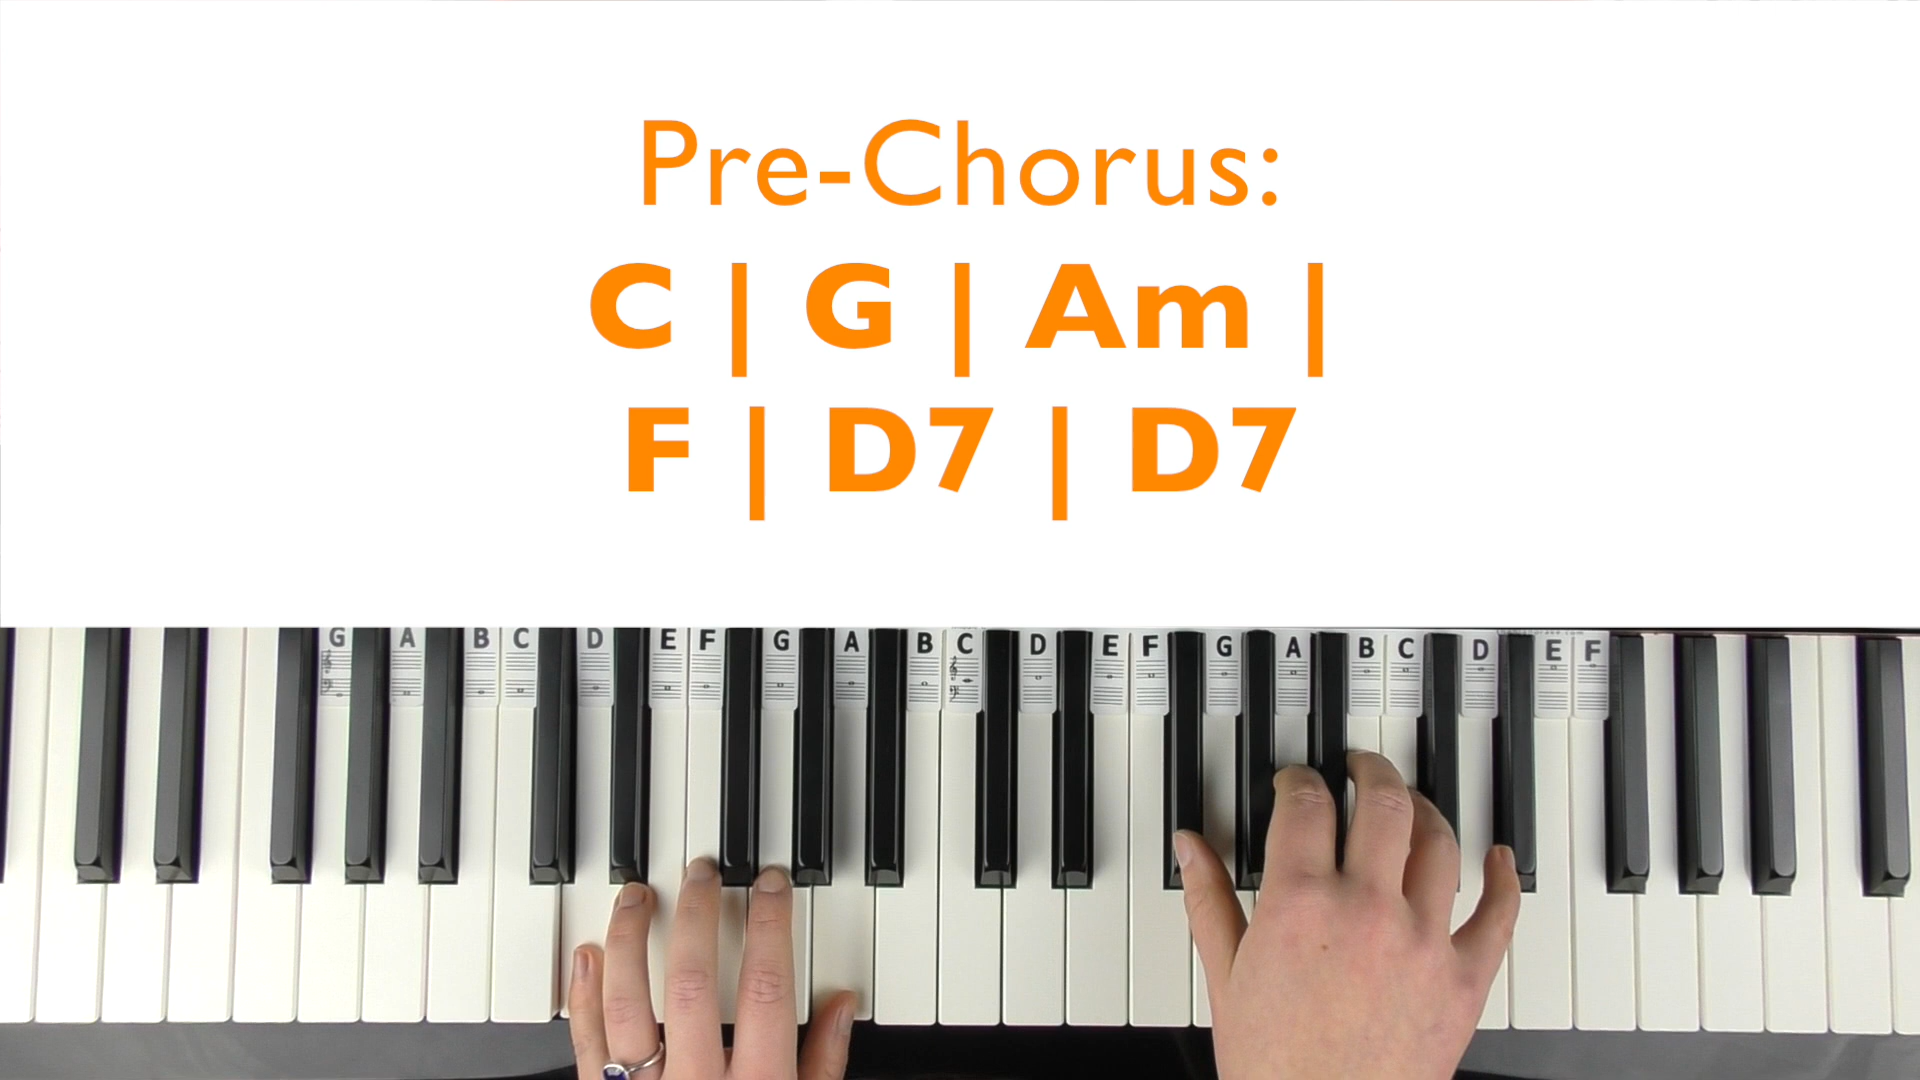 Pre-Chorus:
C | G | Am |
F | D7 | D7
G A B C D E F G A B C D E F G A B C D E F